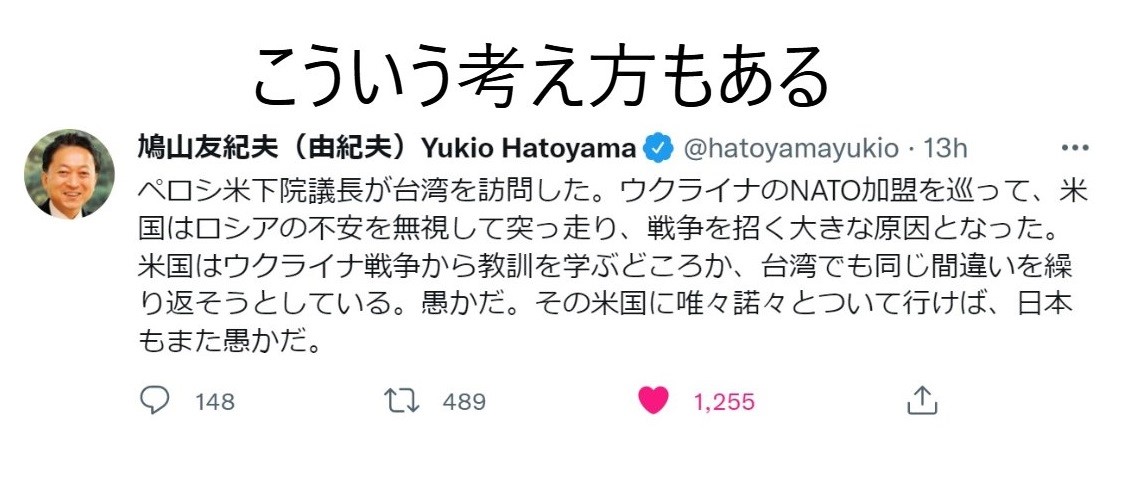 こういう考え方もある
鳩山友紀夫（由紀夫）Yukio Hatoyama @hatoyamayukio · 13h
ペロシ米下院議長が台湾を訪問した。ウクライナのNATO加盟を巡って、米
国はロシアの不安を無視して突っ走り、戦争を招く大きな原因となった。
米国はウクライナ戦争から教訓を学ぶどころか、台湾でも同じ間違いを繰
り返そうとしている。愚かだ。その米国に唯々諾々とついて行けば、日本
もまた愚かだ。
148 489 1,255